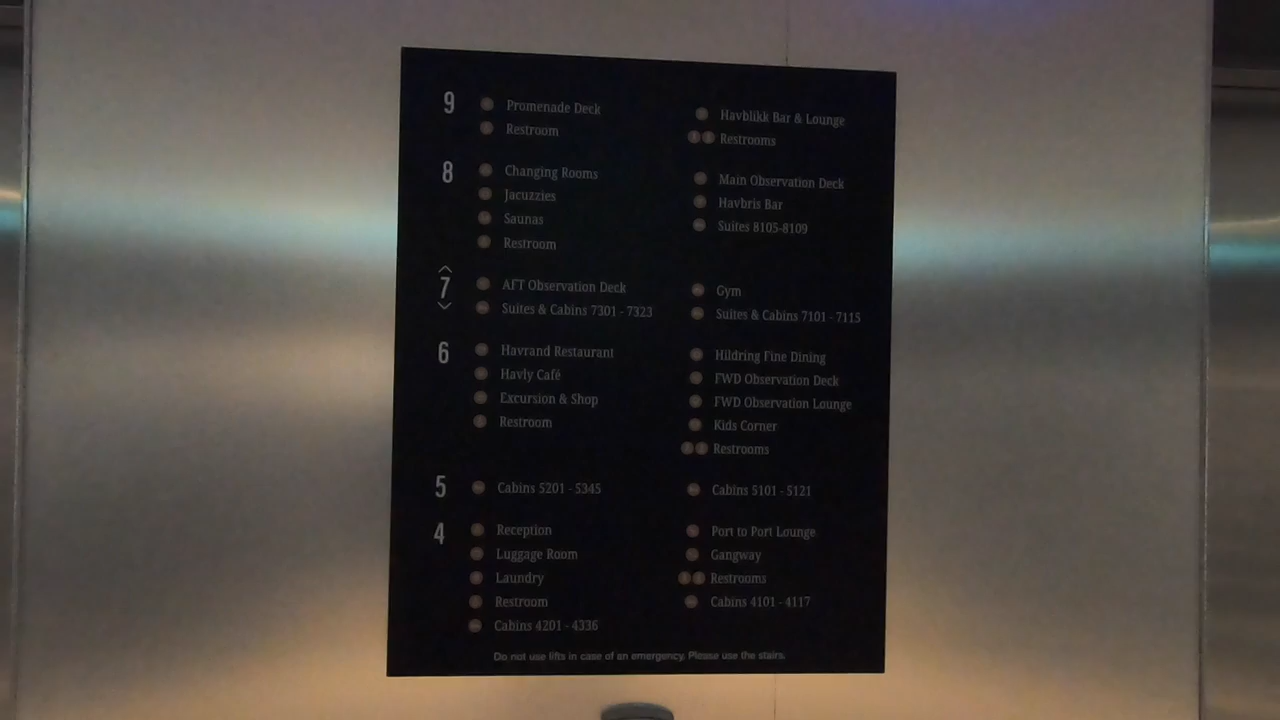 9
Promenade Deck
Restroom
Havblikk Bar & Lounge
Restrooms
8
Changing Rooms
Jacuzzies
Saunas
Restroom
Main Observation Deck
Havbris Bar
Suites 8105-8109
7
AFT Observation Deck
Suites & Cabins 7301 - 7323
Gym
Suites & Cabins 7101 - 7115
6
Havrand Restaurant
Havly Café
Excursion & Shop
Restroom
Hildring Fine Dining
FWD Observation Deck
FWD Observation Lounge
Kids Corner
Restrooms
5
Cabins 5201 - 5345
Cabins 5101 - 5121
4
Reception
Luggage Room
Laundry
Restroom
Cabins 4201 - 4336
Port to Port Lounge
Gangway
Restrooms
Cabins 4101 - 4117
Do not use lifts in case of an emergency. Please use the stairs.